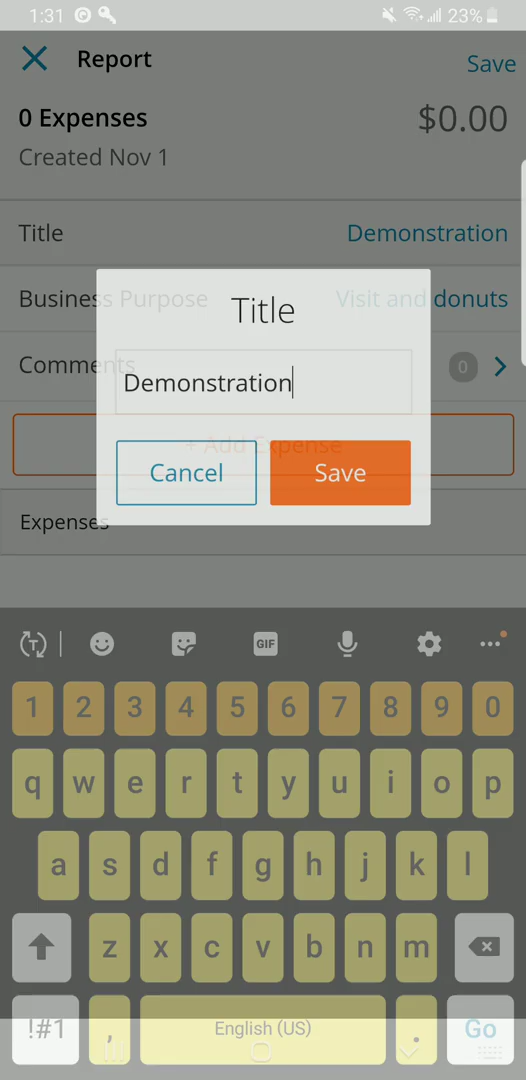 1:31 23%
Report Save
0 Expenses $0.00
Created Nov 1
Title Demonstration
Business Purpose Visit and donuts
Title
Comments 0
Demonstration
+ Add Expense
Cancel Save
Expenses
T GIF
1 2 3 4 5 6 7 8 9 0
q w e r t y u i o p
a s d f g h j k l
z x c v b n m
!#1 , English (US) . Go